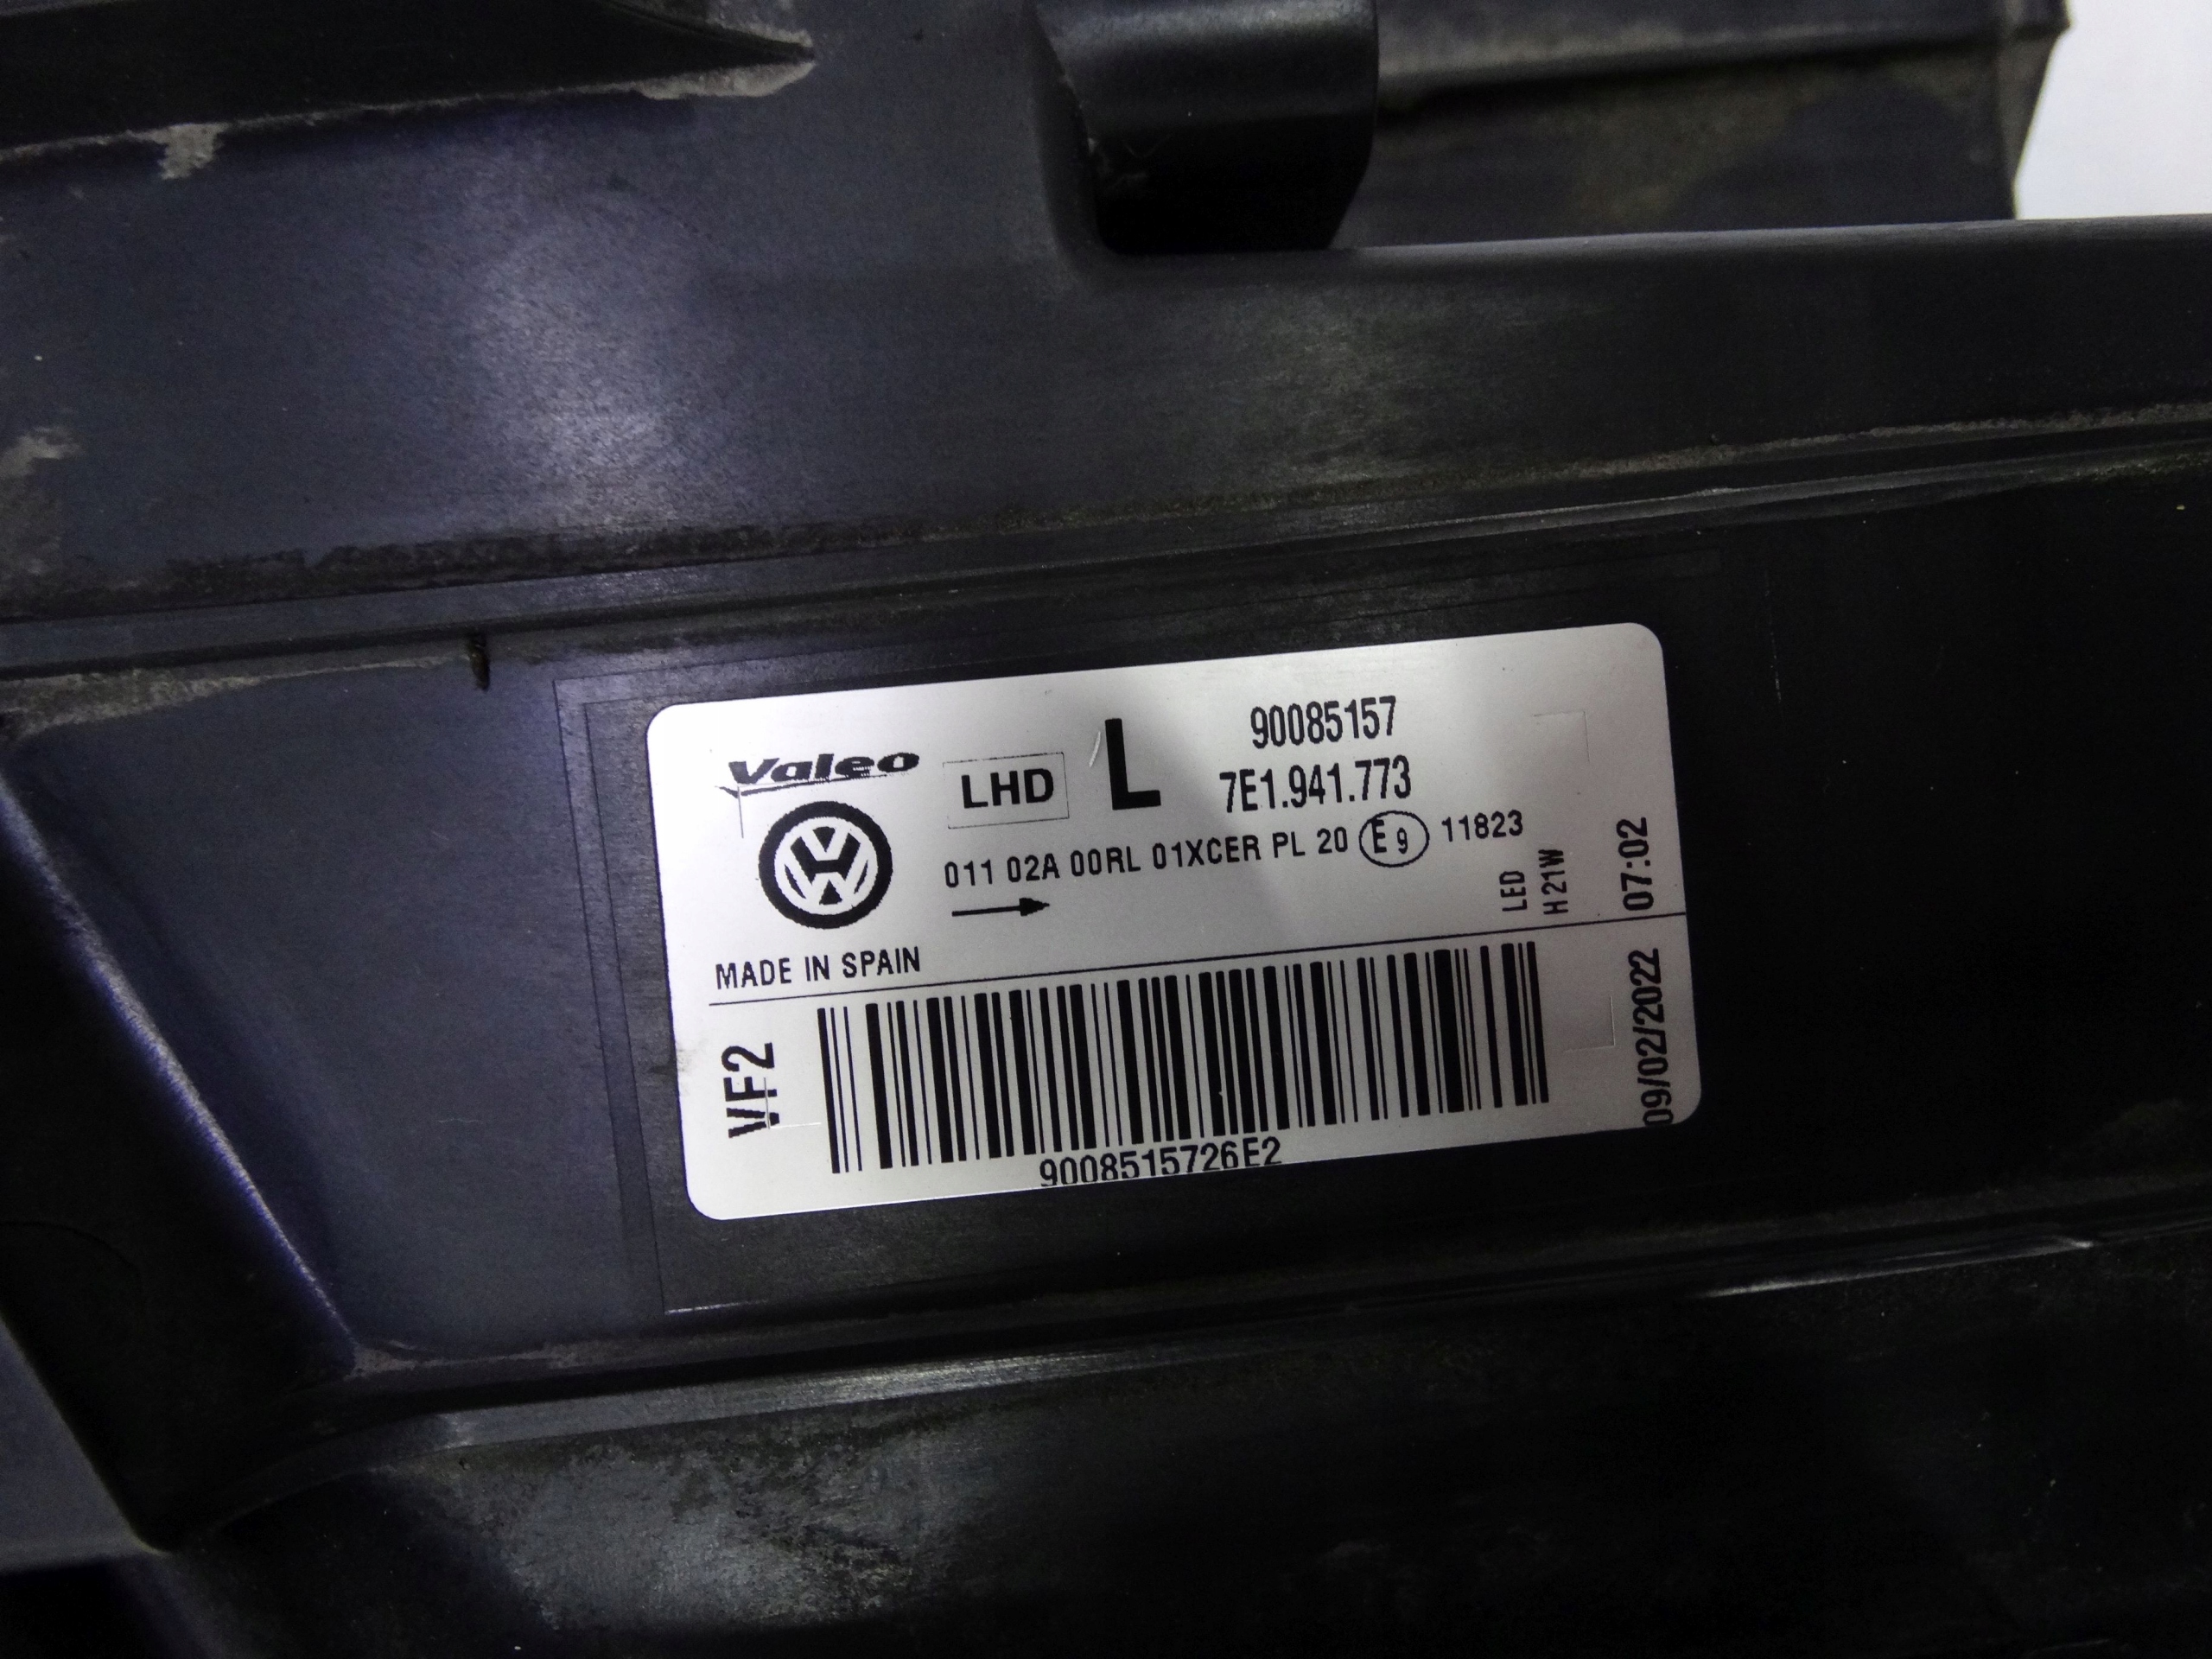 Valeo
LHD
L
90085157
7E1.941.773
011 02A 00RL 01XCER PL 20 E9 11823
LED
H21W
07:02
MADE IN SPAIN
VF2
09/02/2022
9008515726E2